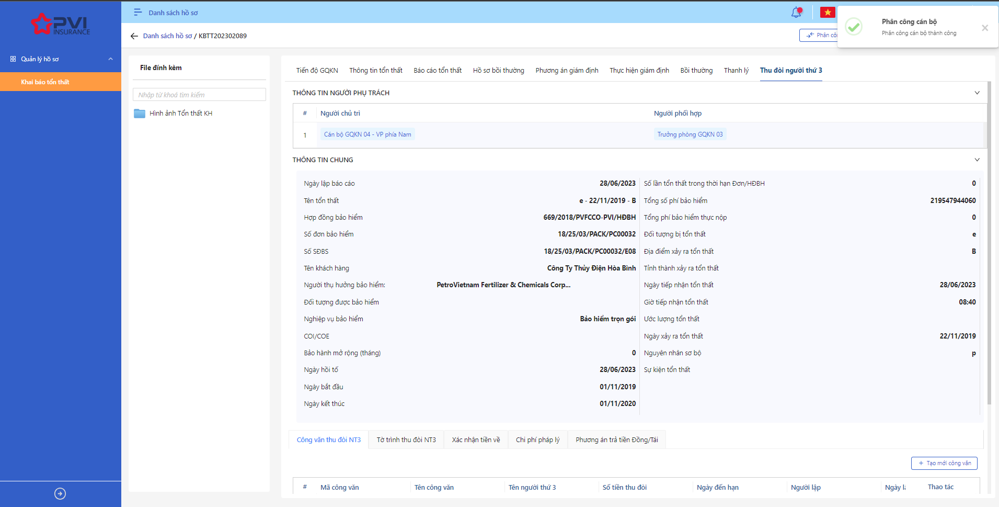 PVI
INSURANCE
Quản lý hồ sơ
Khai báo tổn thất
Danh sách hồ sơ
Danh sách hồ sơ / KBTT202302089
Phân công cán bộ
Phân công cán bộ thành công
File đính kèm
Nhập từ khoá tìm kiếm
Hình ảnh Tổn thất KH
Tiến độ GQKN Thông tin tổn thất Báo cáo tổn thất Hồ sơ bồi thường Phương án giám định Thực hiện giám định Bồi thường Thanh lý Thu đòi người thứ 3
THÔNG TIN NGƯỜI PHỤ TRÁCH
# Người chủ trì Người phối hợp
1 Cán bộ GQKN 04 - VP phía Nam Trưởng phòng GQKN 03
THÔNG TIN CHUNG
Ngày lập báo cáo 28/06/2023 Số lần tổn thất trong thời hạn Đơn/HĐBH 0
Tên tổn thất e - 22/11/2019 - B Tổng số phí bảo hiểm 219547944060
Hợp đồng bảo hiểm 669/2018/PVFCCO-PVI/HĐBH Tổng phí bảo hiểm thực nộp 0
Số đơn bảo hiểm 18/25/03/PACK/PC00032 Đối tượng bị tổn thất e
Số SĐBS 18/25/03/PACK/PC00032/E08 Địa điểm xảy ra tổn thất B
Tên khách hàng Công Ty Thủy Điện Hòa Bình Tỉnh thành xảy ra tổn thất
Người thụ hưởng bảo hiểm: PetroVietnam Fertilizer & Chemicals Corp... Ngày tiếp nhận tổn thất 28/06/2023
Đối tượng được bảo hiểm Giờ tiếp nhận tổn thất 08:40
Nghiệp vụ bảo hiểm Bảo hiểm trọn gói Ước lượng tổn thất
COI/COE Ngày xảy ra tổn thất 22/11/2019
Bảo hành mở rộng (tháng) 0 Nguyên nhân sơ bộ p
Ngày hồi tố 28/06/2023 Sự kiện tổn thất
Ngày bắt đầu 01/11/2019
Ngày kết thúc 01/11/2020
Công văn thu đòi NT3 Tờ trình thu đòi NT3 Xác nhận tiền về Chi phí pháp lý Phương án trả tiền Đồng/Tái
+ Tạo mới công văn
# Mã công văn Tên công văn Tên người thứ 3 Số tiền thu đòi Ngày đến hạn Người lập Ngày Thao tác